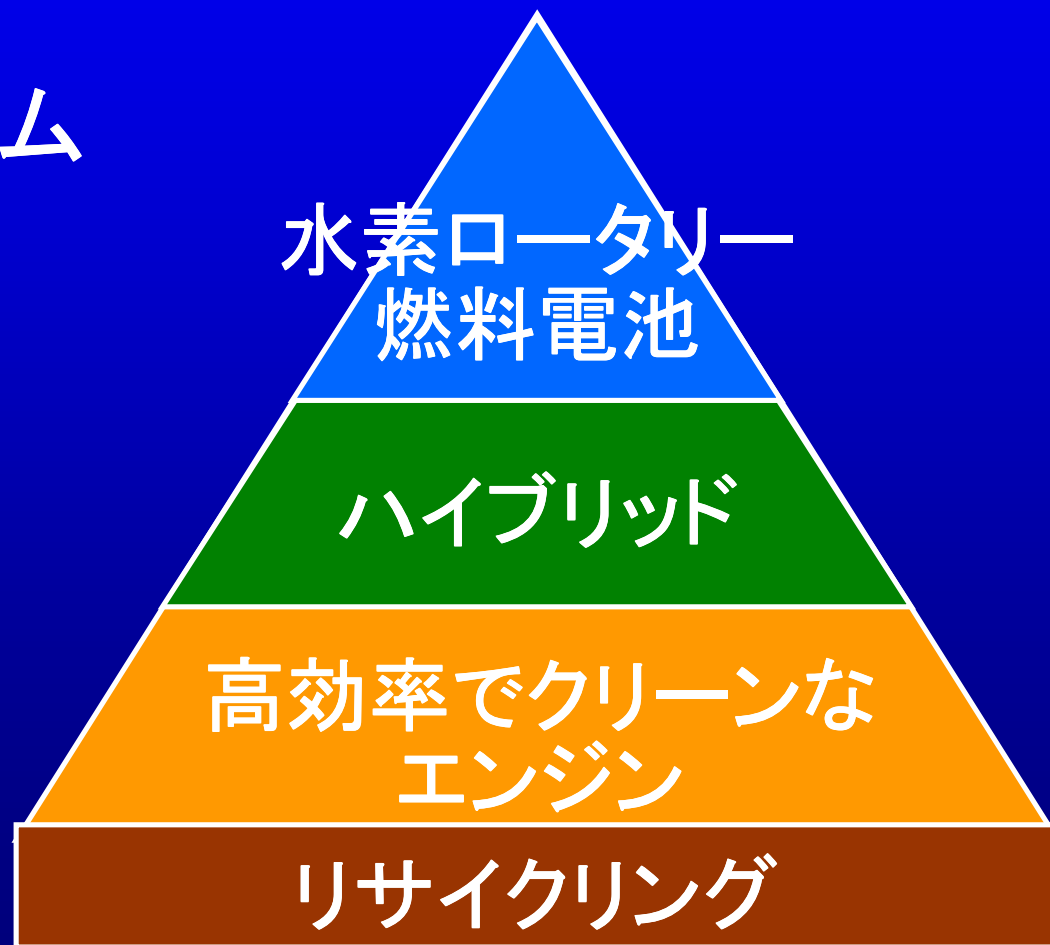 ム
水素ロータリー
燃料電池
ハイブリッド
高効率でクリーンな
エンジン
リサイクリング